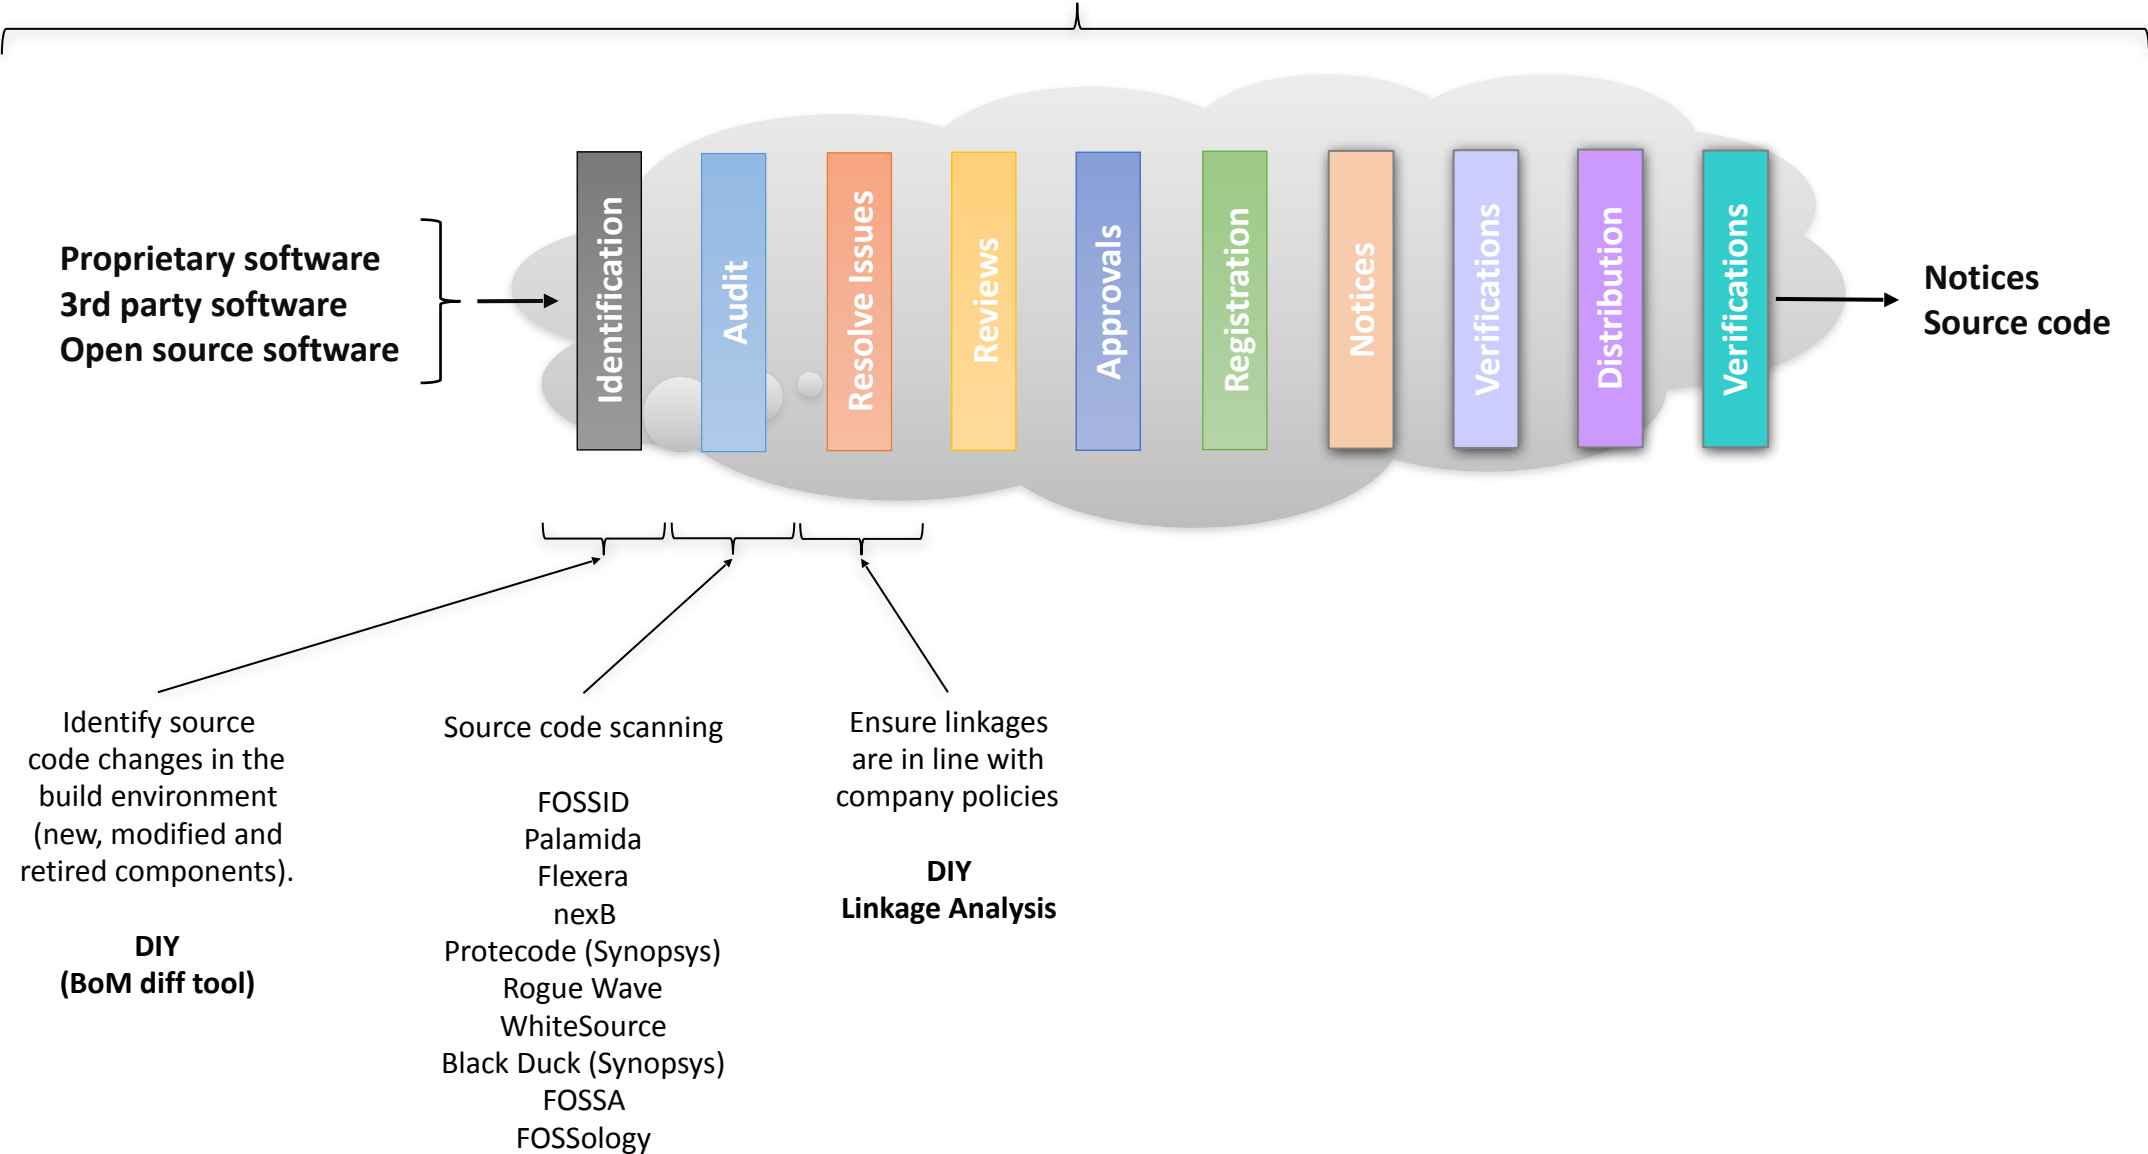 Proprietary software
3rd party software
Open source software
Identification
Audit
Resolve Issues
Reviews
Approvals
Registration
Notices
Verifications
Distribution
Verifications
Notices
Source code
Identify source
code changes in the
build environment
(new, modified and
retired components).
DIY
(BoM diff tool)
Source code scanning
FOSSID
Palamida
Flexera
nexB
Protecode (Synopsys)
Rogue Wave
WhiteSource
Black Duck (Synopsys)
FOSSA
FOSSology
Ensure linkages
are in line with
company policies
DIY
Linkage Analysis